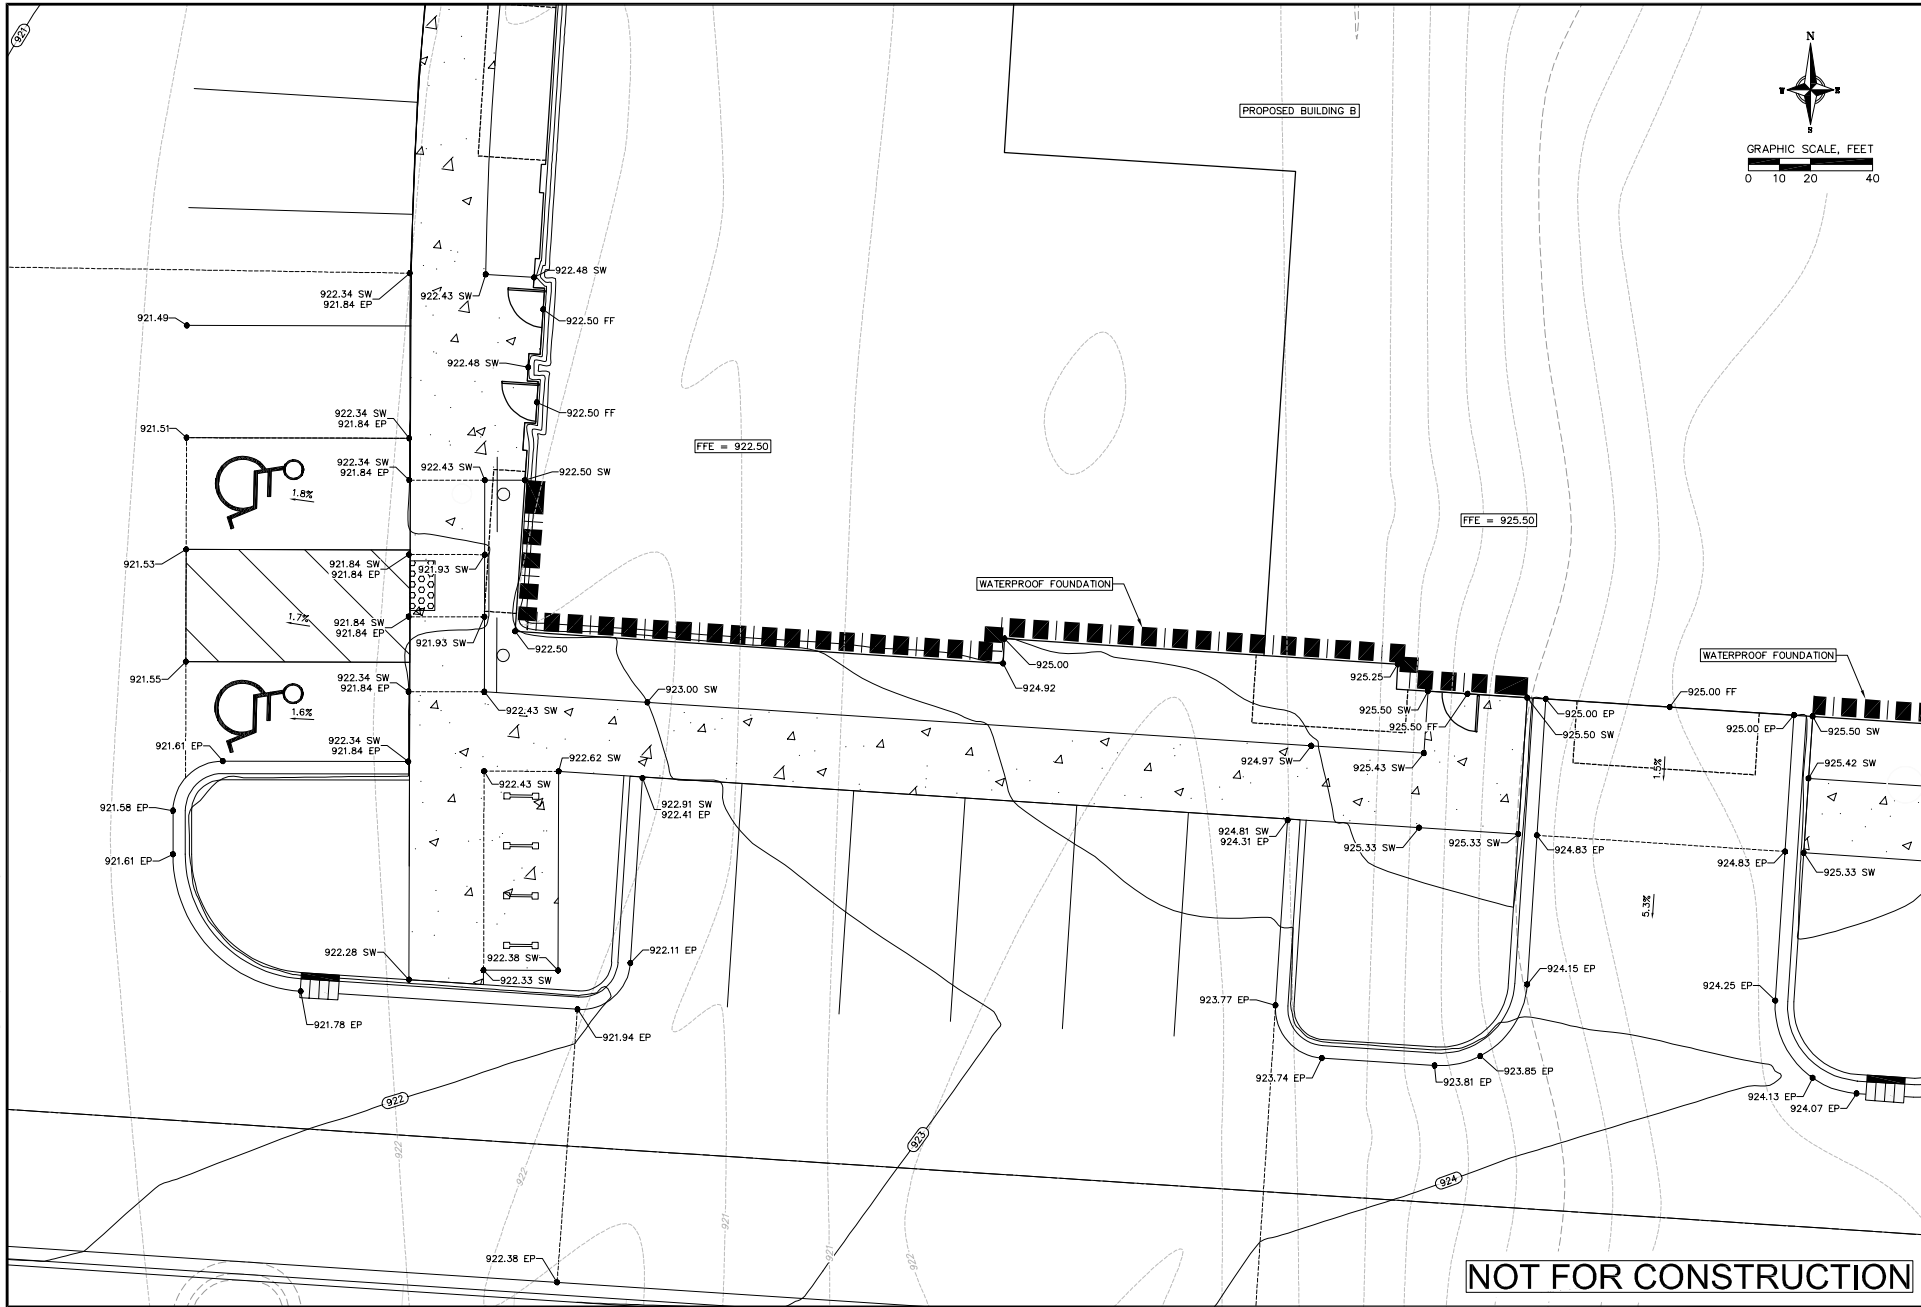 921
N
W
E
S
PROPOSED BUILDING B
GRAPHIC SCALE, FEET
0 10 20 40
922.48 SW
922.34 SW
921.84 EP
922.43 SW
921.49
922.50 FF
922.48 SW
922.50 FF
922.34 SW
921.84 EP
921.51
FFE = 922.50
922.34 SW
921.84 EP
922.43 SW
922.50 SW
1.8%
FFE = 925.50
921.53
921.84 SW
921.84 EP
921.93 SW
WATERPROOF FOUNDATION
1.7%
921.84 SW
921.84 EP
921.93 SW
922.50
925.00
924.92
925.25
WATERPROOF FOUNDATION
921.55
922.34 SW
921.84 EP
923.00 SW
922.43 SW
1.6%
925.50 SW
925.50 FF
925.00 EP
925.50 SW
925.00 FF
925.00 EP
925.50 SW
921.61 EP
922.34 SW
921.84 EP
922.62 SW
922.43 SW
924.97 SW
925.43 SW
1.5%
925.42 SW
921.58 EP
922.91 SW
922.41 EP
924.81 SW
924.31 EP
925.33 SW
925.33 SW
924.83 EP
924.83 EP
925.33 SW
921.61 EP
5.3%
922.28 SW
922.38 SW
922.33 SW
922.11 EP
924.15 EP
923.77 EP
924.25 EP
921.78 EP
921.94 EP
923.74 EP
923.81 EP
923.85 EP
924.13 EP
924.07 EP
922
923
924
922
922
921
921
922
922.38 EP
NOT FOR CONSTRUCTION